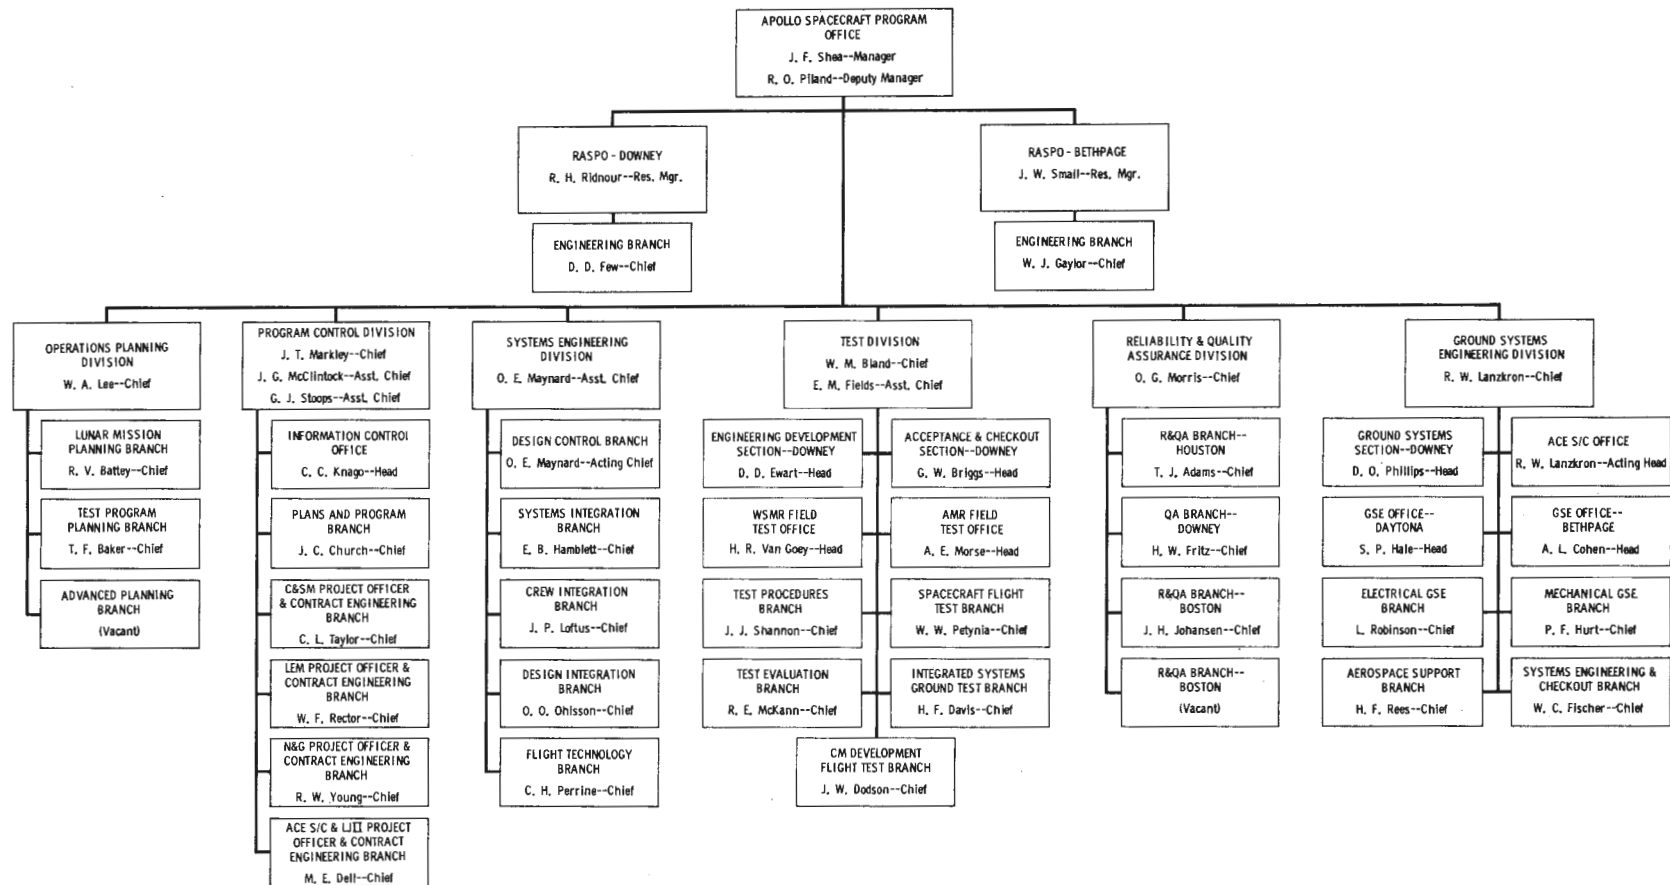 APOLLO SPACECRAFT PROGRAM
OFFICE
J. F. Shea--Manager
R. O. Piland--Deputy Manager
RASPO - DOWNEY
R. H. Ridnour--Res. Mgr.
RASPO - BETHPAGE
J. W. Small--Res. Mgr.
ENGINEERING BRANCH
D. D. Few--Chief
ENGINEERING BRANCH
W. J. Gaylor--Chief
OPERATIONS PLANNING
DIVISION
W. A. Lee--Chief
LUNAR MISSION
PLANNING BRANCH
R. V. Battey--Chief
TEST PROGRAM
PLANNING BRANCH
T. F. Baker--Chief
ADVANCED PLANNING
BRANCH
(Vacant)
PROGRAM CONTROL DIVISION
J. T. Markley--Chief
J. G. McClintock--Asst. Chief
G. J. Stoops--Asst. Chief
INFORMATION CONTROL
OFFICE
C. C. Knago--Head
PLANS AND PROGRAM
BRANCH
J. C. Church--Chief
C&SM PROJECT OFFICER
& CONTRACT ENGINEERING
BRANCH
C. L. Taylor--Chief
LEM PROJECT OFFICER &
CONTRACT ENGINEERING
BRANCH
W. F. Rector--Chief
N&G PROJECT OFFICER &
CONTRACT ENGINEERING
BRANCH
R. W. Young--Chief
ACE S/C & LJII PROJECT
OFFICER & CONTRACT
ENGINEERING BRANCH
M. E. Dell--Chief
SYSTEMS ENGINEERING
DIVISION
O. E. Maynard--Asst. Chief
DESIGN CONTROL BRANCH
O. E. Maynard--Acting Chief
SYSTEMS INTEGRATION
BRANCH
E. B. Hamblett--Chief
CREW INTEGRATION
BRANCH
J. P. Loftus--Chief
DESIGN INTEGRATION
BRANCH
O. O. Ohlsson--Chief
FLIGHT TECHNOLOGY
BRANCH
C. H. Perrine--Chief
TEST DIVISION
W. M. Bland--Chief
E. M. Fields--Asst. Chief
ENGINEERING DEVELOPMENT
SECTION--DOWNEY
D. D. Ewart--Head
ACCEPTANCE & CHECKOUT
SECTION--DOWNEY
G. W. Briggs--Head
WSMR FIELD
TEST OFFICE
H. R. Van Goey--Head
AMR FIELD
TEST OFFICE
A. E. Morse--Head
TEST PROCEDURES
BRANCH
J. J. Shannon--Chief
SPACECRAFT FLIGHT
TEST BRANCH
W. W. Petynia--Chief
TEST EVALUATION
BRANCH
R. E. McKann--Chief
INTEGRATED SYSTEMS
GROUND TEST BRANCH
H. F. Davis--Chief
CM DEVELOPMENT
FLIGHT TEST BRANCH
J. W. Dodson--Chief
RELIABILITY & QUALITY
ASSURANCE DIVISION
O. G. Morris--Chief
R&QA BRANCH--
HOUSTON
T. J. Adams--Chief
QA BRANCH--
DOWNEY
H. W. Fritz--Chief
R&QA BRANCH--
BOSTON
J. H. Johansen--Chief
R&QA BRANCH--
BOSTON
(Vacant)
GROUND SYSTEMS
ENGINEERING DIVISION
R. W. Lanzkron--Chief
GROUND SYSTEMS
SECTION--DOWNEY
D. O. Phillips--Head
ACE S/C OFFICE
R. W. Lanzkron--Acting Head
GSE OFFICE--
DAYTONA
S. P. Hale--Head
GSE OFFICE--
BETHPAGE
A. L. Cohen--Head
ELECTRICAL GSE
BRANCH
L. Robinson--Chief
MECHANICAL GSE
BRANCH
P. F. Hurt--Chief
AEROSPACE SUPPORT
BRANCH
H. F. Rees--Chief
SYSTEMS ENGINEERING &
CHECKOUT BRANCH
W. C. Fischer--Chief